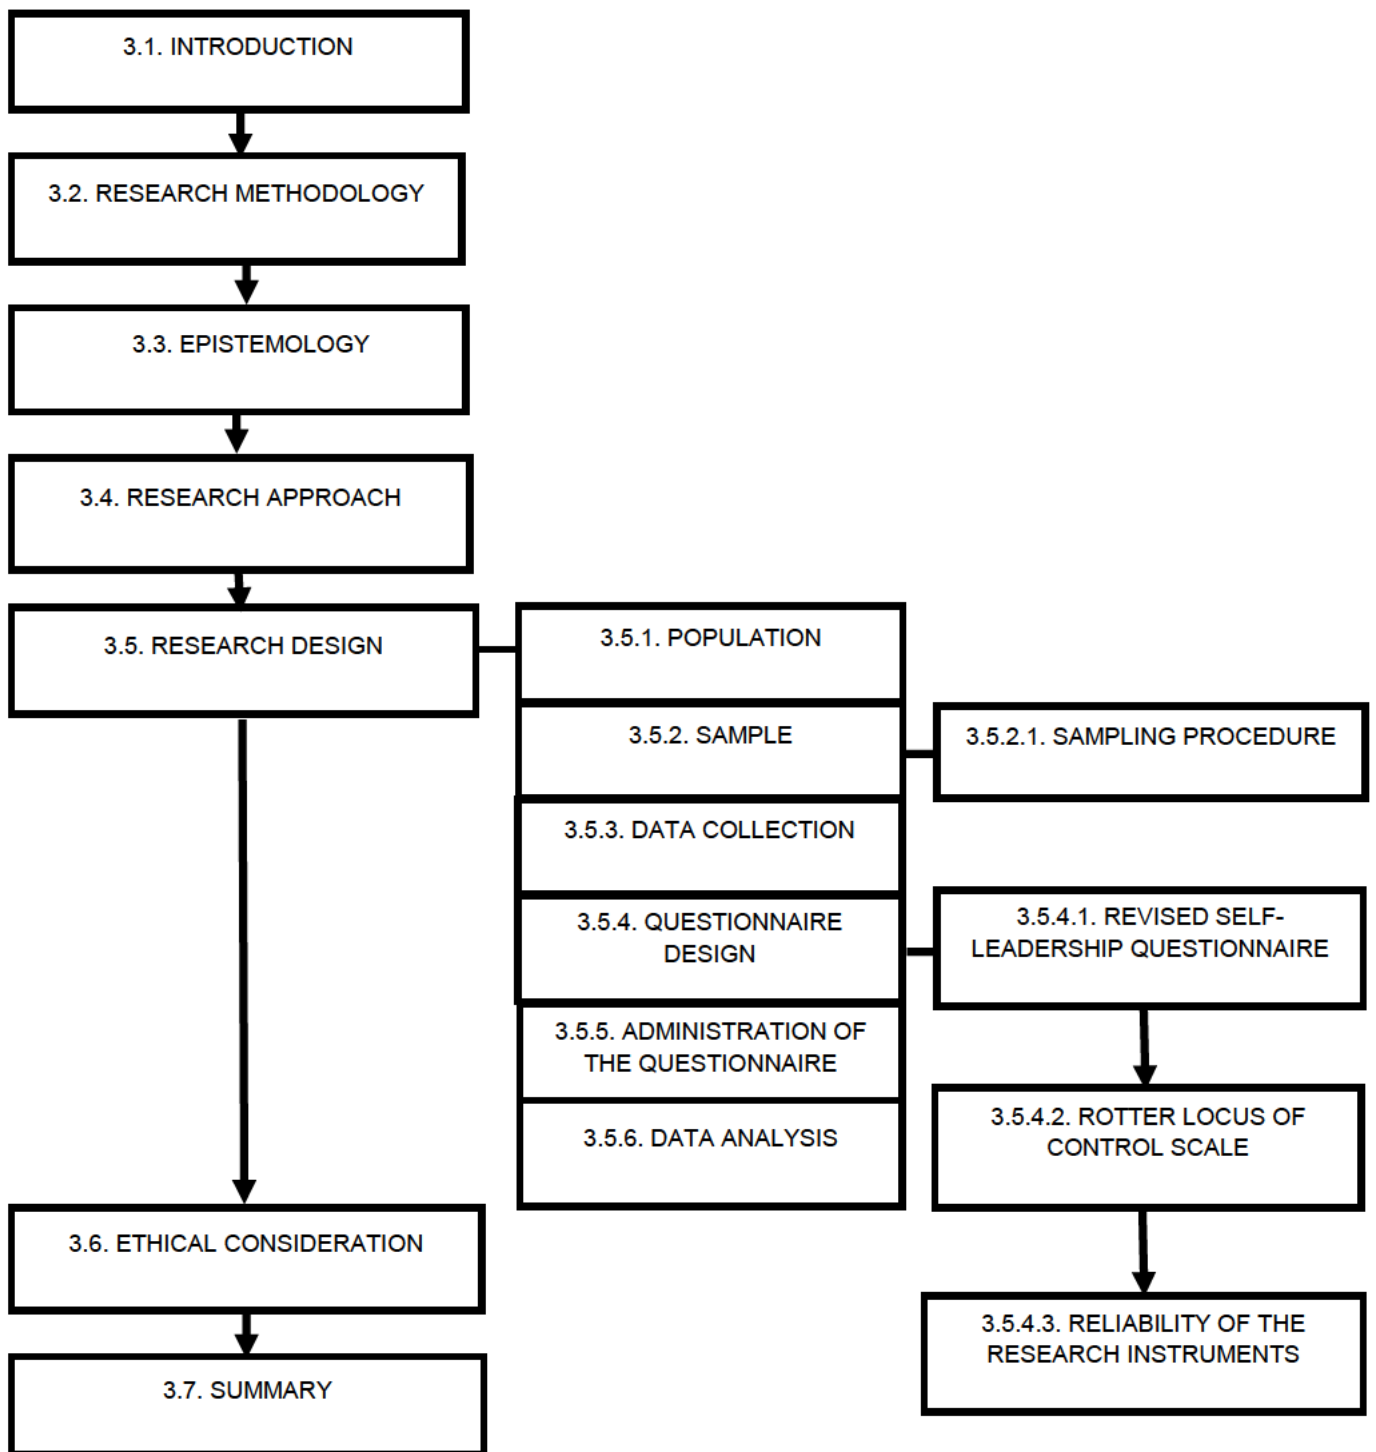 3.1. INTRODUCTION
3.2. RESEARCH METHODOLOGY
3.3. EPISTEMOLOGY
3.4. RESEARCH APPROACH
3.5. RESEARCH DESIGN
3.5.1. POPULATION
3.5.2. SAMPLE
3.5.2.1. SAMPLING PROCEDURE
3.5.3. DATA COLLECTION
3.5.4. QUESTIONNAIRE
DESIGN
3.5.4.1. REVISED SELF-
LEADERSHIP QUESTIONNAIRE
3.5.4.2. ROTTER LOCUS OF
CONTROL SCALE
3.5.4.3. RELIABILITY OF THE
RESEARCH INSTRUMENTS
3.5.5. ADMINISTRATION OF
THE QUESTIONNAIRE
3.5.6. DATA ANALYSIS
3.6. ETHICAL CONSIDERATION
3.7. SUMMARY